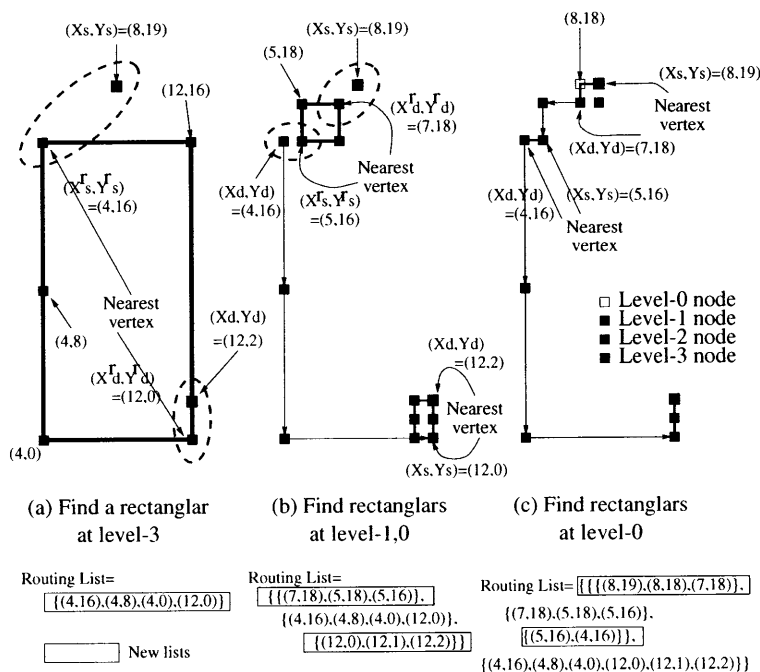 (Xs,Ys)=(8,19)
(12,16)
(X^r_s,Y^r_s)
=(4,16)
Nearest
vertex
(4,8)
(Xd,Yd)
=(12,2)
(X^r_d,Y^r_d)
=(12,0)
(4,0)
(a) Find a rectanglar
at level-3
Routing List=
{(4,16),(4,8),(4,0),(12,0)}
New lists
(Xs,Ys)=(8,19)
(5,18)
(X^r_d,Y^r_d)
=(7,18)
Nearest
vertex
(Xd,Yd)
=(4,16)
(X^r_s,Y^r_s)
=(5,16)
(Xd,Yd)
=(12,2)
Nearest
vertex
(Xs,Ys)=(12,0)
(b) Find rectanglars
at level-1,0
Routing List=
{{(7,18),(5,18),(5,16)},
{(4,16),(4,8),(4,0),(12,0)},
{(12,0),(12,1),(12,2)}}
(8,18)
(Xs,Ys)=(8,19)
Nearest
vertex
(Xd,Yd)=(7,18)
(Xd,Yd)
=(4,16)
(Xs,Ys)=(5,16)
Nearest
vertex
Level-0 node
Level-1 node
Level-2 node
Level-3 node
(c) Find rectanglars
at level-0
Routing List= {{{(8,19),(8,18),(7,18)},
{(7,18),(5,18),(5,16)},
{(5,16),(4,16)}},
{(4,16),(4,8),(4,0),(12,0),(12,1),(12,2)}}